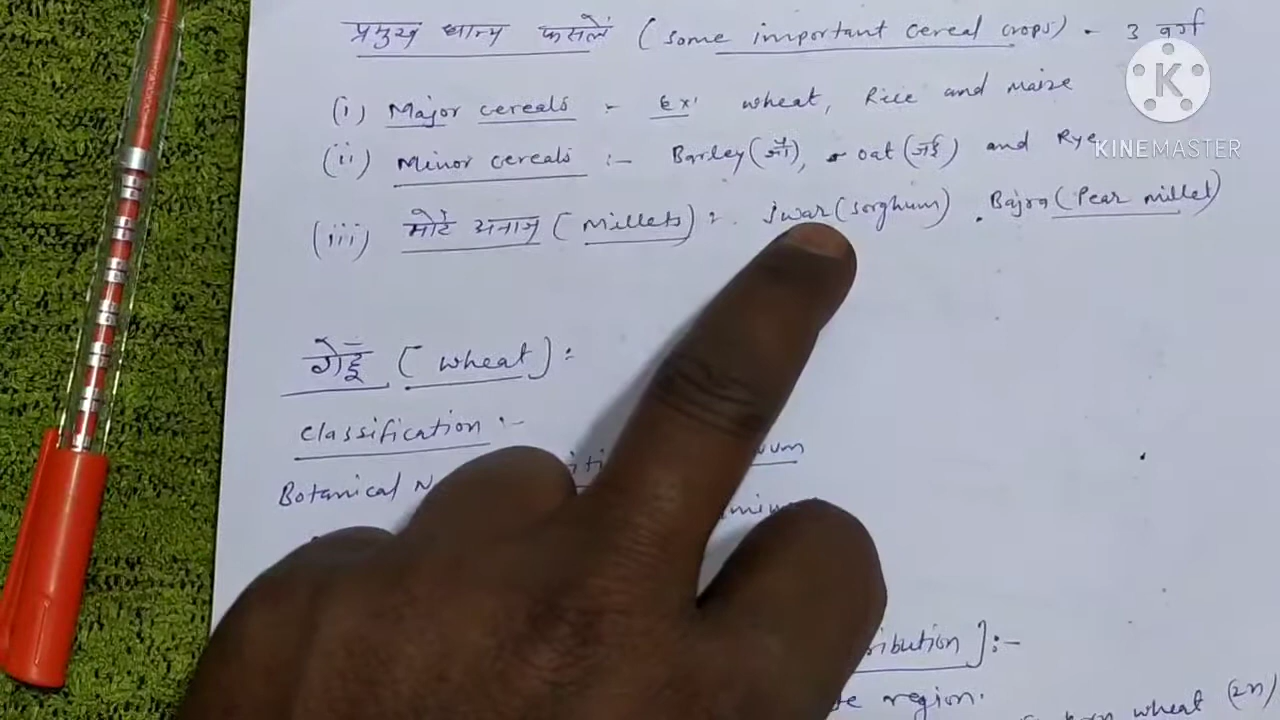 प्रमुख धान्य फसलें (some important cereal crops) - 3 वर्ग
(i) Major cereals :- Ex' wheat, Rice and maize
(ii) Minor cereals :- Barley (जौ), oat (जई) and Rye
KINEMASTER
(iii) मोटे अनाज (Millets) :- Jwar (sorghum) . Bajra (Pear millet)
गेहूँ (wheat) :
classification :-
Botanical N
ribution ] :-
region.
wheat (2n)